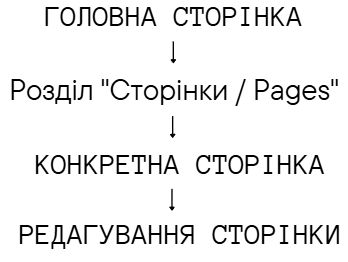 ГОЛОВНА СТОРІНКА
↓
Розділ "Сторінки / Pages"
↓
КОНКРЕТНА СТОРІНКА
↓
РЕДАГУВАННЯ СТОРІНКИ